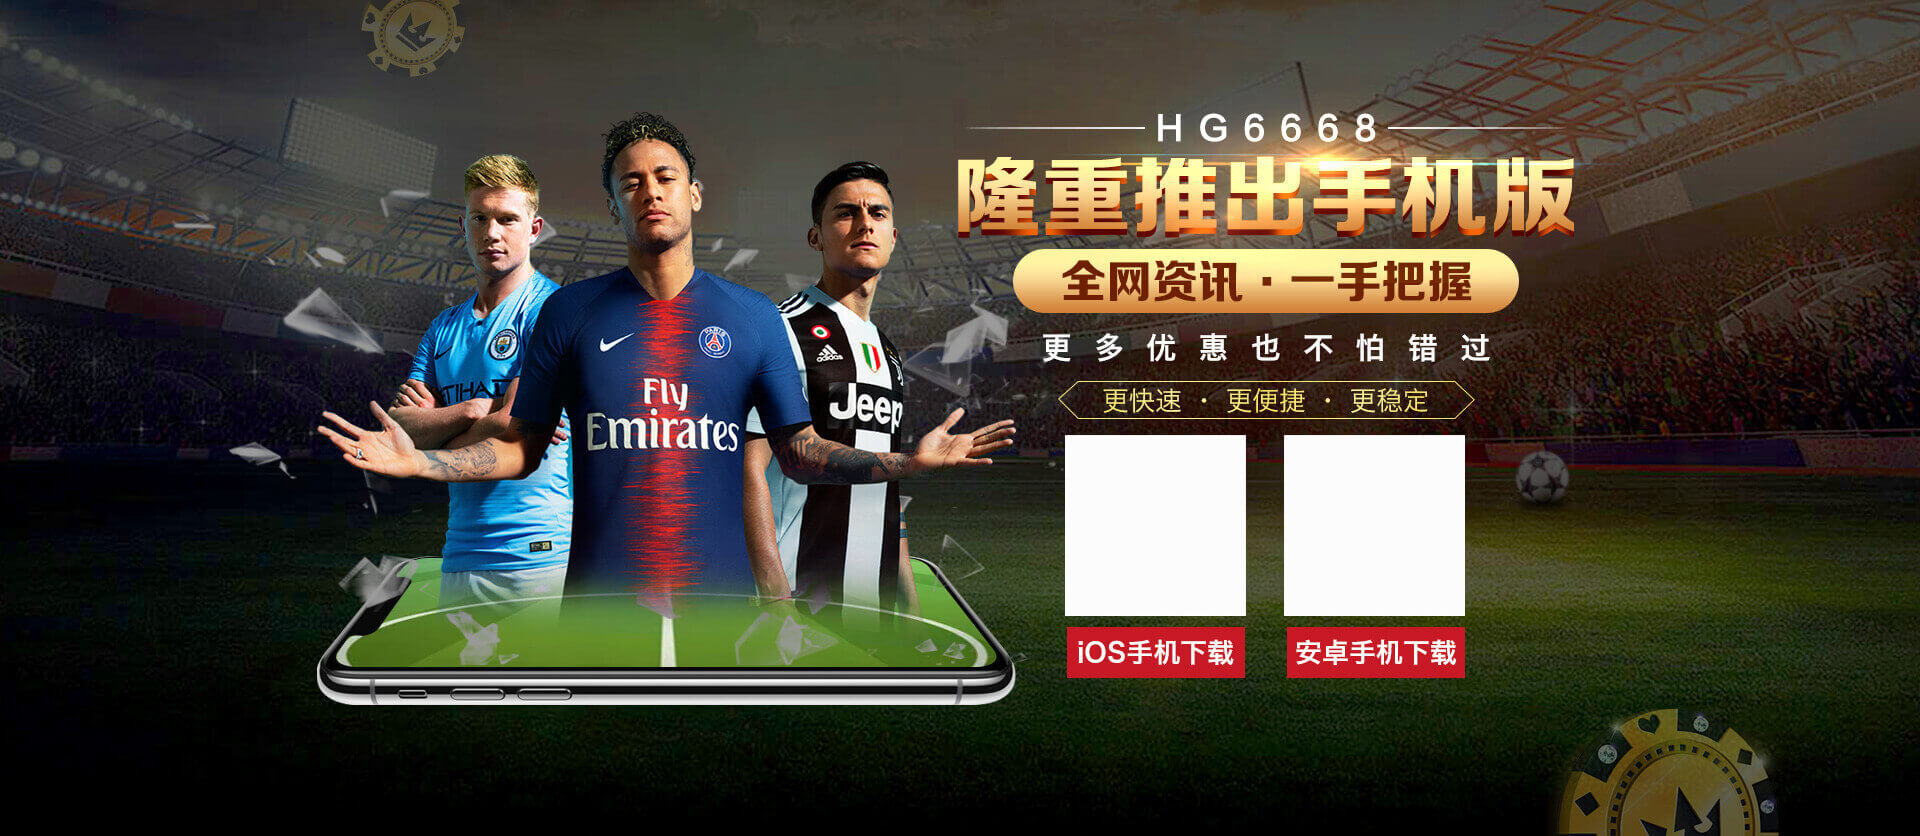 HG6668
隆重推出手机版
全网资讯·一手把握
更多优惠也不怕错过
更快速 · 更便捷 · 更稳定
iOS手机下载
安卓手机下载
Fly
Emirates
PARIS
adidas
Jeep